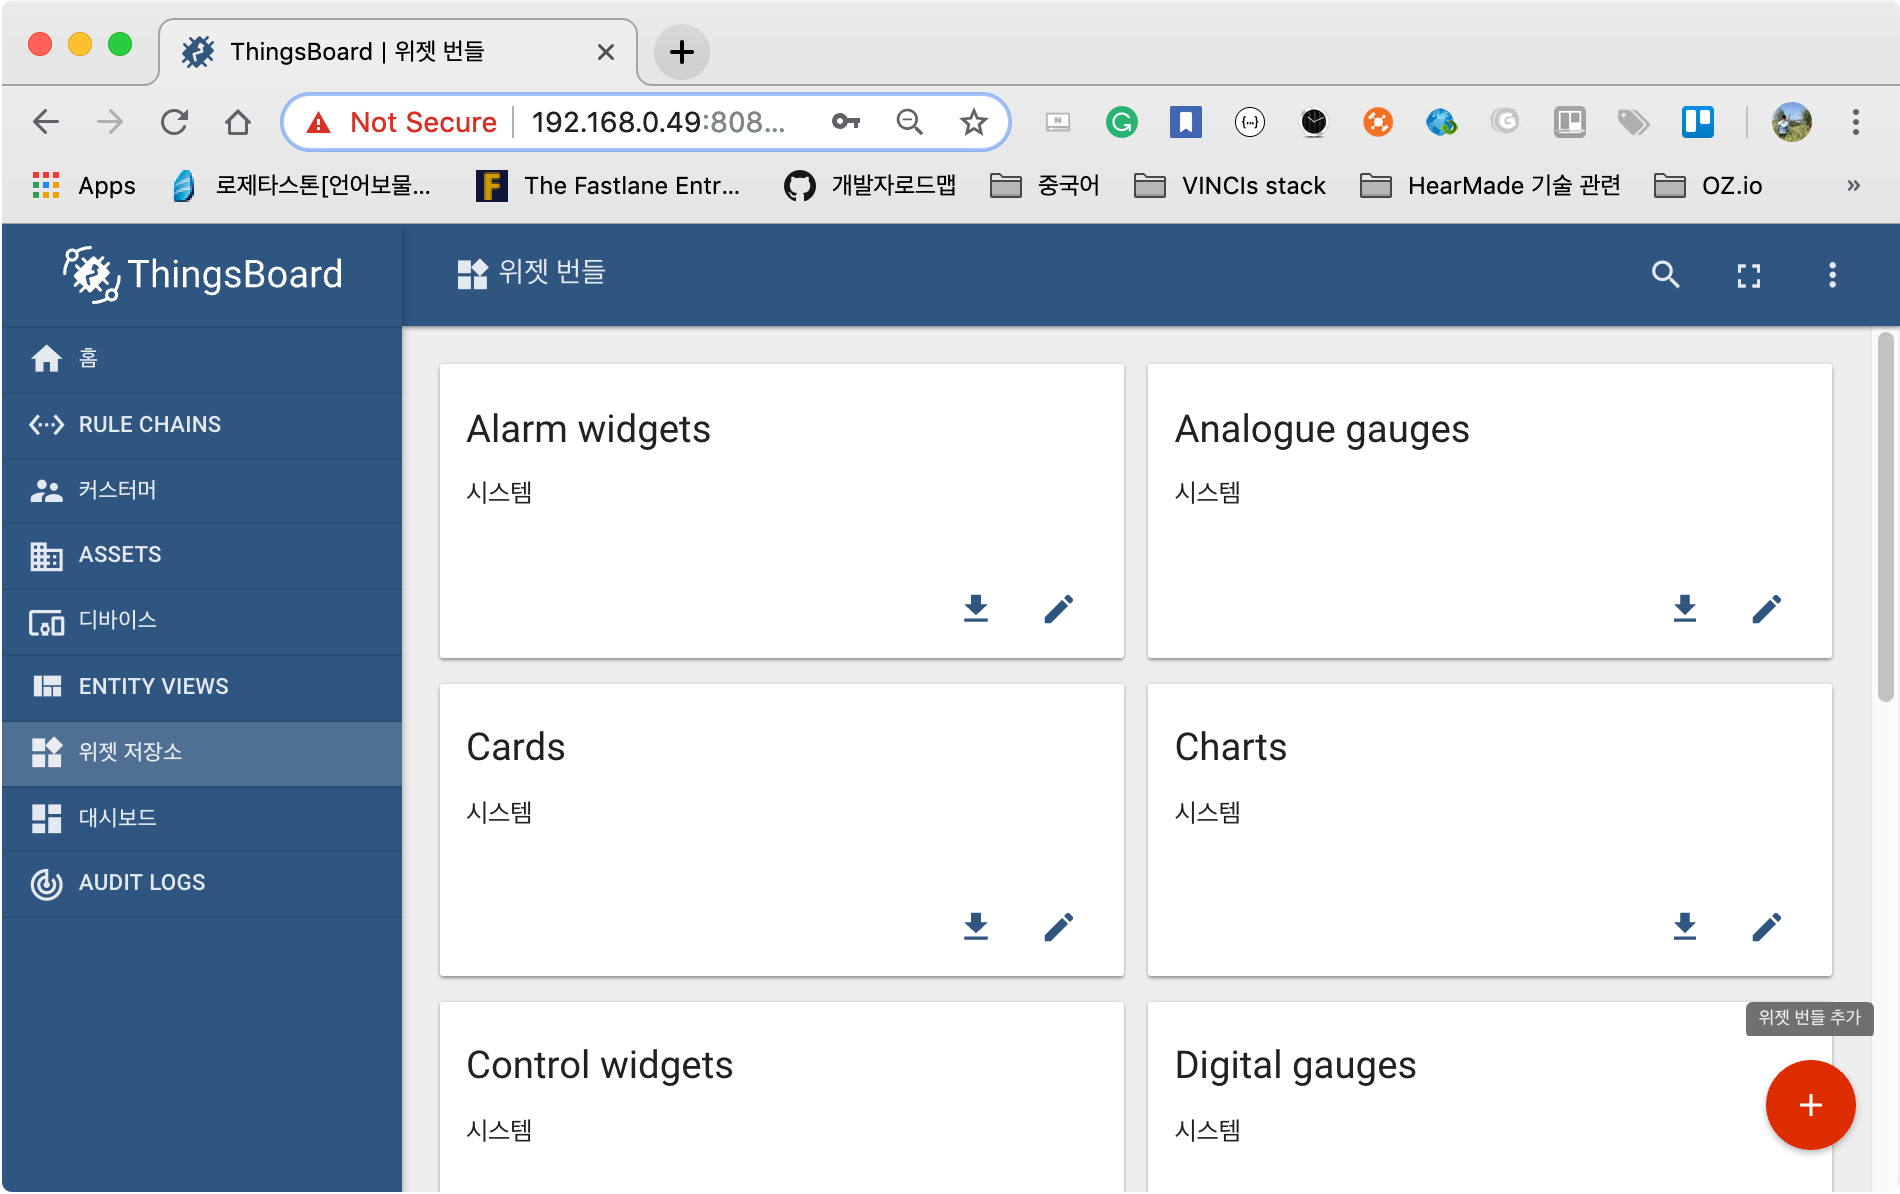 ThingsBoard | 위젯 번들
Not Secure
192.168.0.49:808...
Apps
로제타스톤[언어보물...
The Fastlane Entr...
개발자로드맵
중국어
VINCIs stack
HearMade 기술 관련
OZ.io
»
ThingsBoard
위젯 번들
홈
RULE CHAINS
커스터머
ASSETS
디바이스
ENTITY VIEWS
위젯 저장소
대시보드
AUDIT LOGS
Alarm widgets
시스템
Analogue gauges
시스템
Cards
시스템
Charts
시스템
Control widgets
시스템
Digital gauges
시스템
위젯 번들 추가